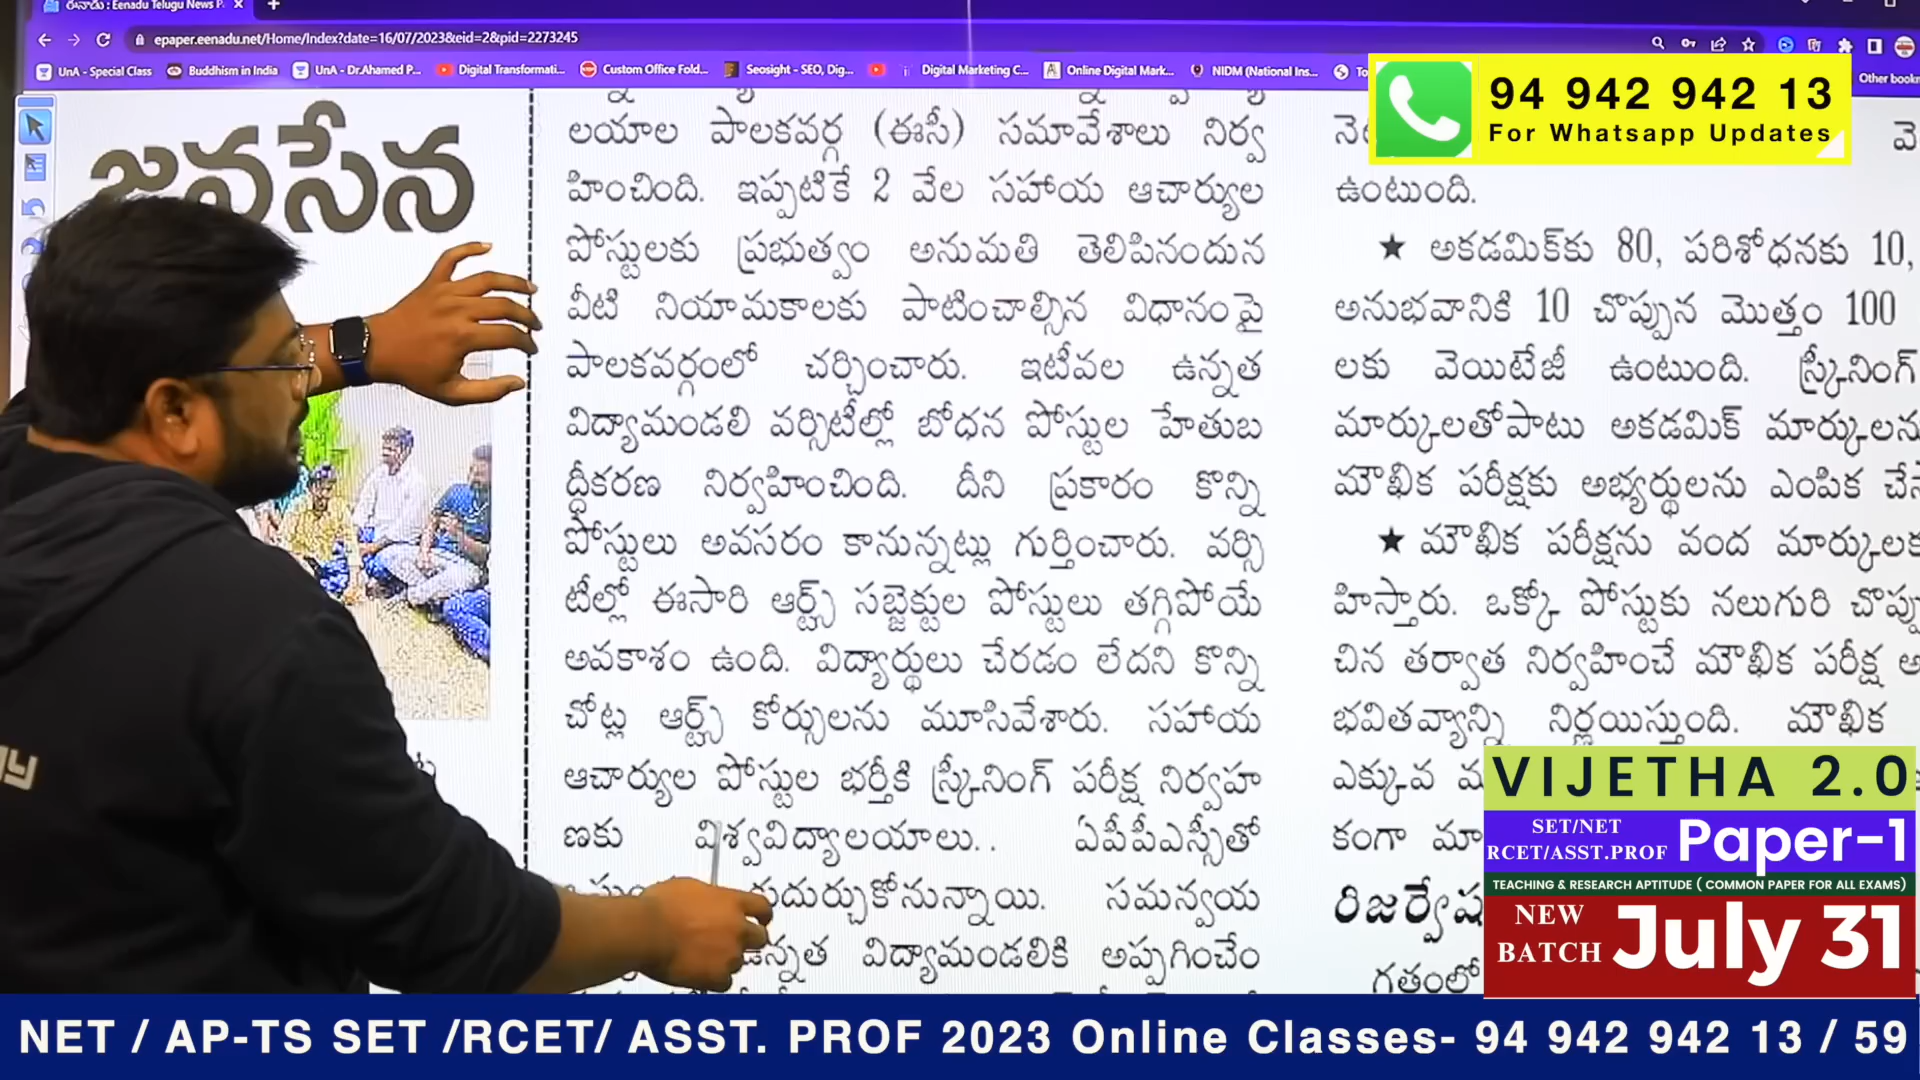 ఈనాడు : Eenadu Telugu News P
epaper.eenadu.net/Home/Index?date=16/07/2023&eid=2&pid=2273245
UnA - Special Class
Buddhism in India
UnA - Dr.Ahamed P...
Digital Transformati...
Custom Office Fold...
Seosight - SEO, Dig...
Digital Marketing C...
Online Digital Mark...
NIDM (National Ins...
Other bookm
94 942 942 13
For Whatsapp Updates
జనసేన
లయాల పాలకవర్గ (ఈసీ) సమావేశాలు నిర్వ
హించింది. ఇప్పటికే 2 వేల సహాయ ఆచార్యుల
పోస్టులకు ప్రభుత్వం అనుమతి తెలిపినందున
వీటి నియామకాలకు పాటించాల్సిన విధానంపై
పాలకవర్గంలో చర్చించారు. ఇటీవల ఉన్నత
విద్యామండలి వర్సిటీల్లో బోధన పోస్టుల హేతుబ
ద్ధీకరణ నిర్వహించింది. దీని ప్రకారం కొన్ని
పోస్టులు అవసరం కానున్నట్లు గుర్తించారు. వర్సి
టీల్లో ఈసారి ఆర్ట్స్ సబ్జెక్టుల పోస్టులు తగ్గిపోయే
అవకాశం ఉంది. విద్యార్థులు చేరడం లేదని కొన్ని
చోట్ల ఆర్ట్స్ కోర్సులను మూసివేశారు. సహాయ
ఆచార్యుల పోస్టుల భర్తీకి స్క్రీనింగ్ పరీక్ష నిర్వహ
ణకు విశ్వవిద్యాలయాలు.. ఏపీపీఎస్సీతో
కుదుర్చుకోనున్నాయి. సమన్వయ
ఉన్నత విద్యామండలికి అప్పగించేం
ఉంటుంది.
★ అకడమిక్‌కు 80, పరిశోధనకు 10,
అనుభవానికి 10 చొప్పున మొత్తం 100
లకు వెయిటేజీ ఉంటుంది. స్క్రీనింగ్
మార్కులతోపాటు అకడమిక్ మార్కులను
మౌఖిక పరీక్షకు అభ్యర్థులను ఎంపిక చేసే
★ మౌఖిక పరీక్షను వంద మార్కులక
హిస్తారు. ఒక్కో పోస్టుకు నలుగురి చొప్పు
చిన తర్వాత నిర్వహించే మౌఖిక పరీక్ష అ
భవితవ్యాన్ని నిర్ణయిస్తుంది. మౌఖిక
ఎక్కువ మ
కంగా మా
రిజర్వేష
గతంలో
VIJETHA 2.0
SET/NET
RCET/ASST.PROF Paper-1
TEACHING & RESEARCH APTITUDE ( COMMON PAPER FOR ALL EXAMS)
NEW BATCH July 31
NET / AP-TS SET /RCET/ ASST. PROF 2023 Online Classes- 94 942 942 13 / 59